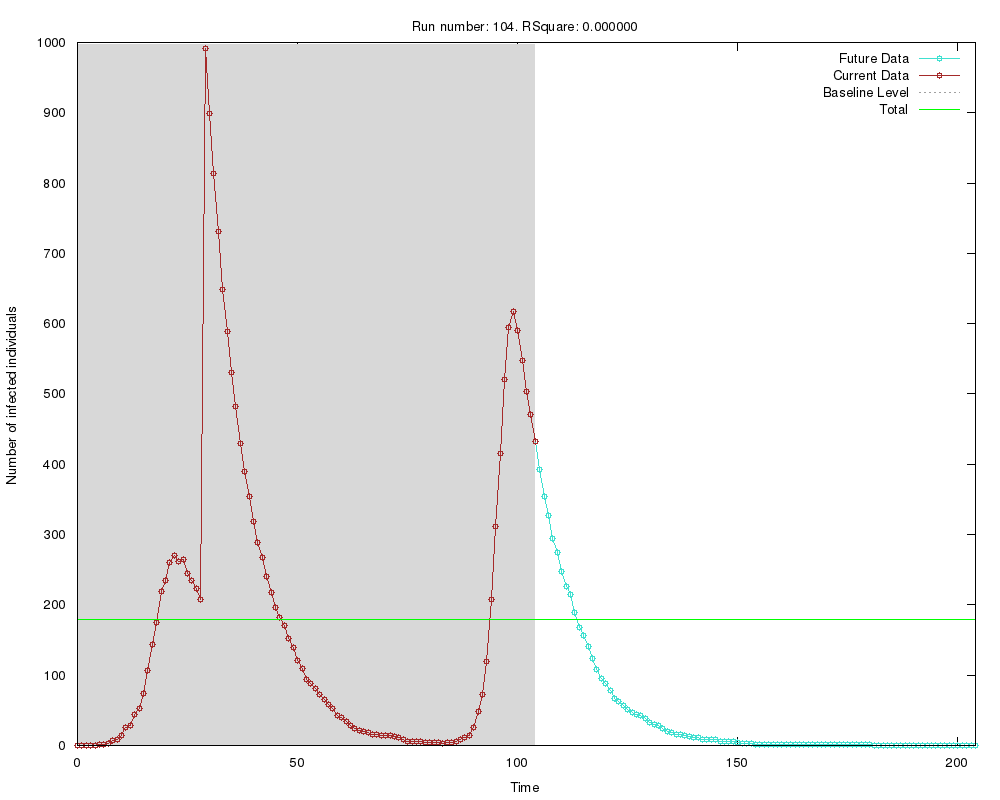 Run number: 104. RSquare: 0.000000
Future Data
Current Data
Baseline Level
Total
Number of infected individuals
1000
900
800
700
600
500
400
300
200
100
0
0 50 100 150 200
Time